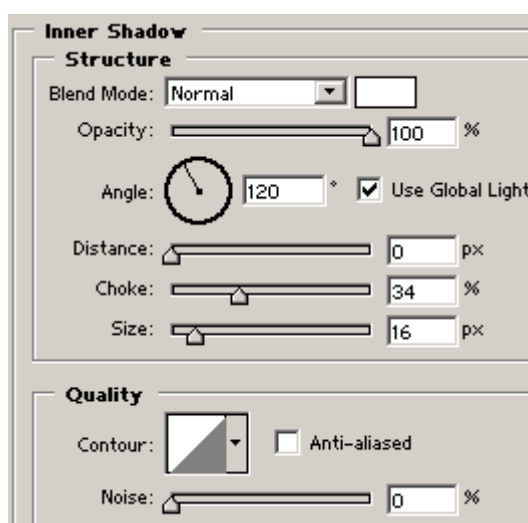 Inner Shadow
Structure
Blend Mode: Normal
Opacity: 100 %
Angle: 120 ° Use Global Light
Distance: 0 px
Choke: 34 %
Size: 16 px
Quality
Contour: Anti-aliased
Noise: 0 %